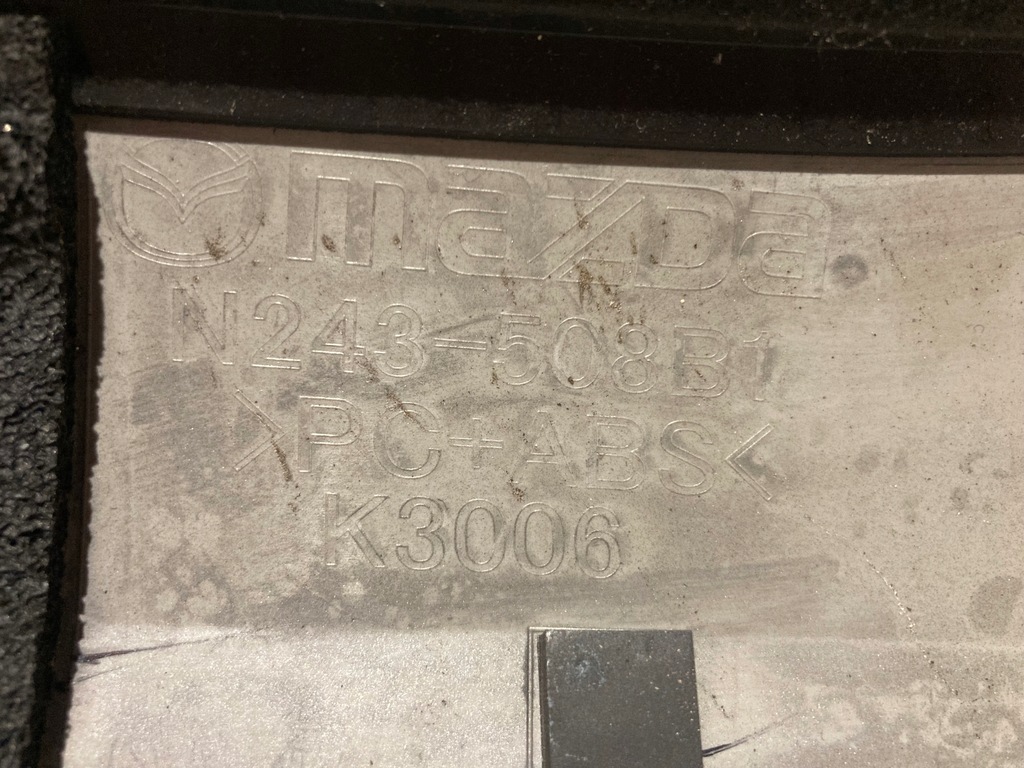 mazda
N243-508B1
>PC+ABS<
K3006